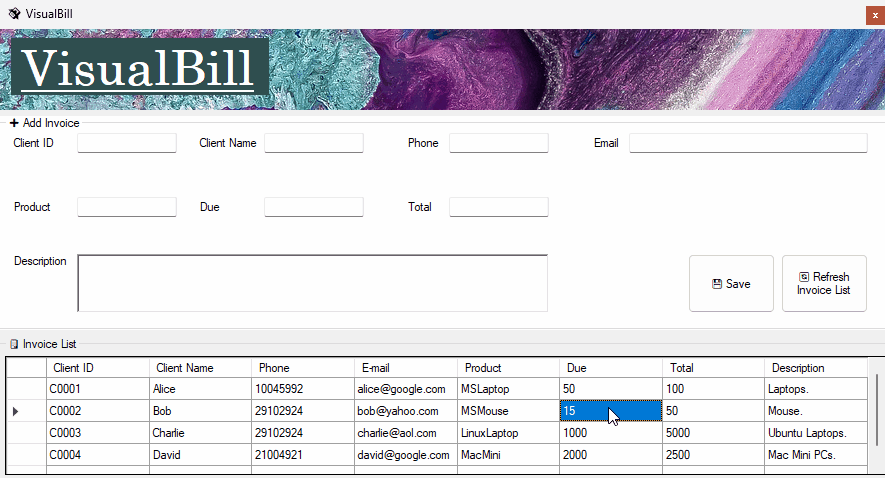 VisualBill
VisualBill
Add Invoice
Client ID Client Name Phone Email
Product Due Total
Description
Save
Refresh
Invoice List
Invoice List
Client ID Client Name Phone E-mail Product Due Total Description
C0001 Alice 10045992 alice@google.com MSLaptop 50 100 Laptops.
C0002 Bob 29102924 bob@yahoo.com MSMouse 15 50 Mouse.
C0003 Charlie 29102924 charlie@aol.com LinuxLaptop 1000 5000 Ubuntu Laptops.
C0004 David 21004921 david@google.com MacMini 2000 2500 Mac Mini PCs.